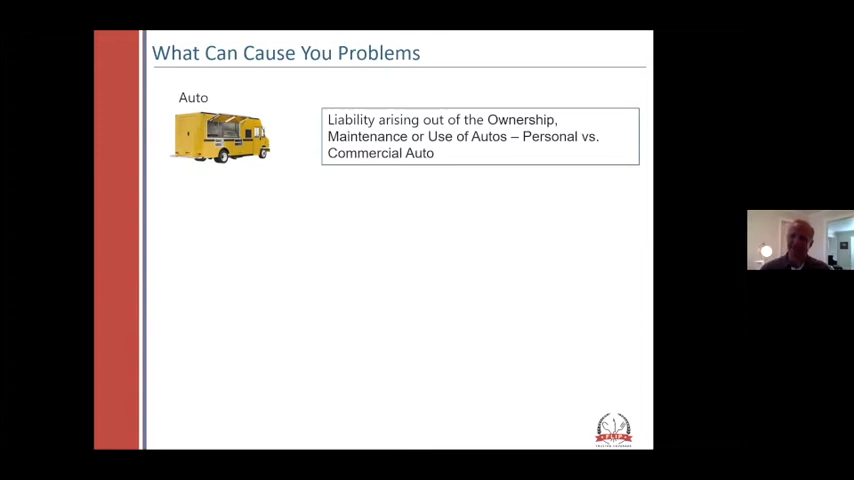 What Can Cause You Problems
Auto
Liability arising out of the Ownership,
Maintenance or Use of Autos – Personal vs.
Commercial Auto
FLIP